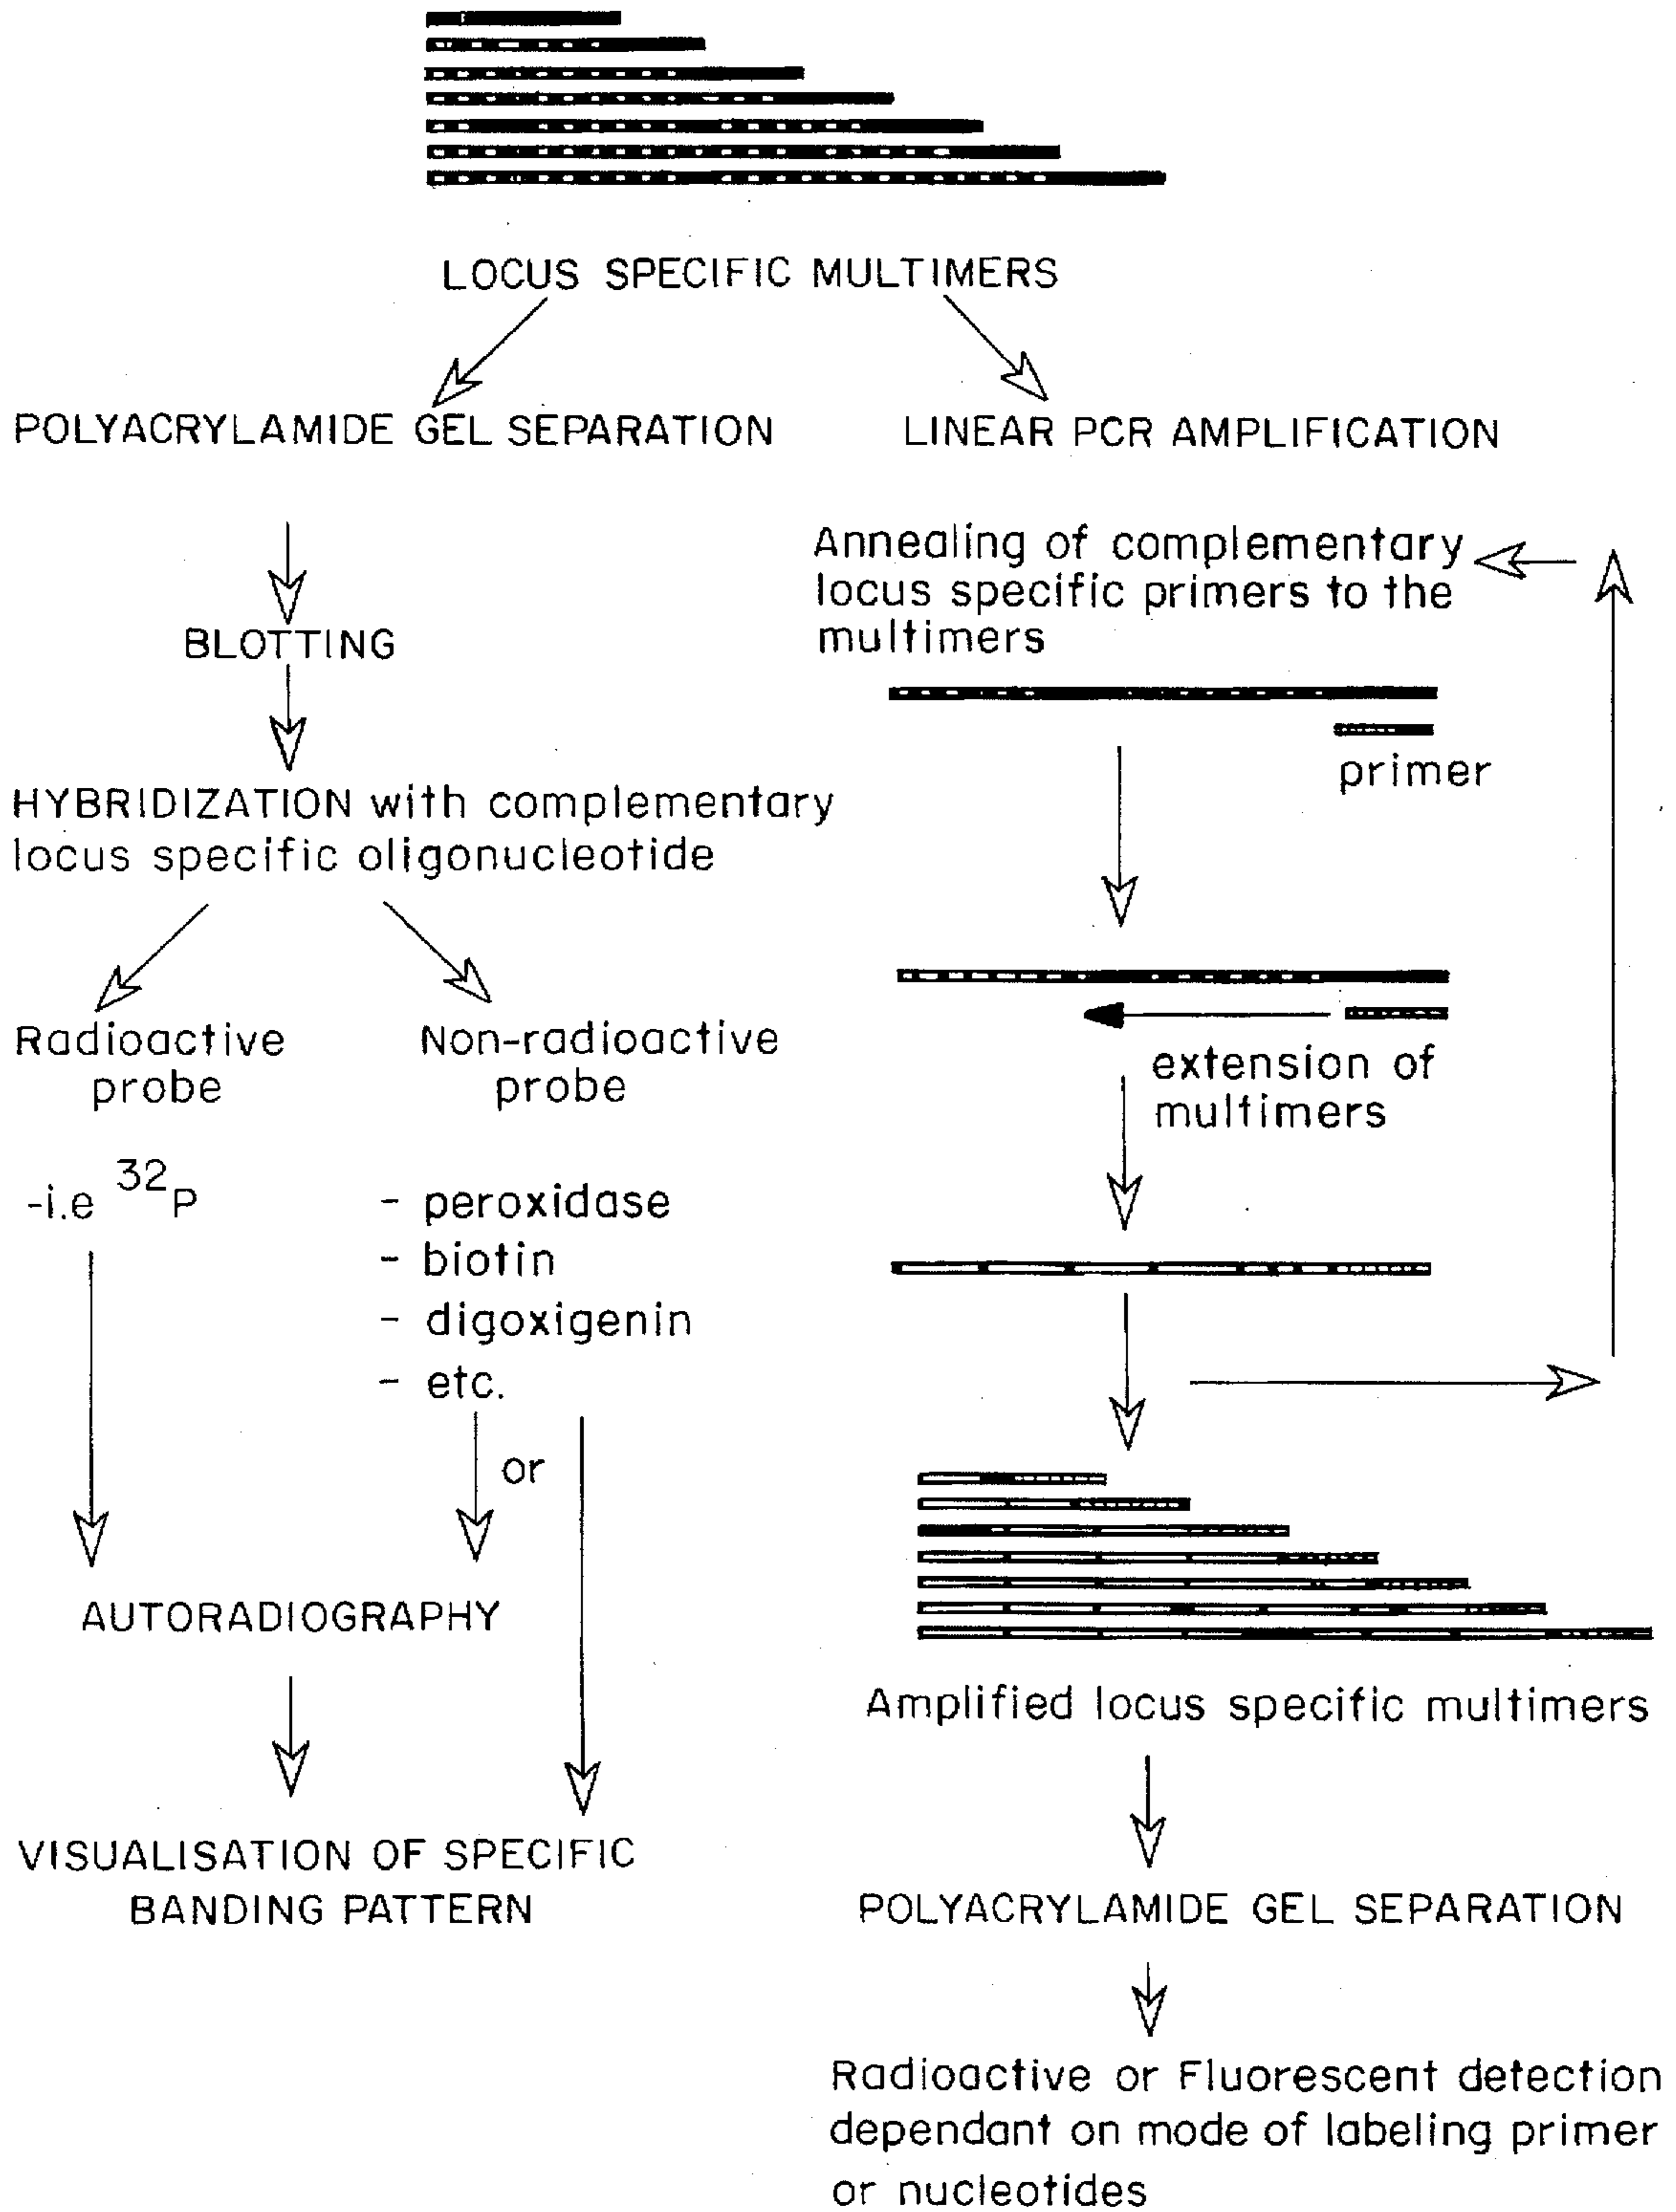 LOCUS SPECIFIC MULTIMERS
POLYACRYLAMIDE GEL SEPARATION
BLOTTING
HYBRIDIZATION with complementary
locus specific oligonucleotide
Radioactive
probe
-i.e ³²P
Non-radioactive
probe
- peroxidase
- biotin
- digoxigenin
- etc.
or
AUTORADIOGRAPHY
VISUALISATION OF SPECIFIC
BANDING PATTERN
LINEAR PCR AMPLIFICATION
Annealing of complementary
locus specific primers to the
multimers
primer
extension of
multimers
Amplified locus specific multimers
POLYACRYLAMIDE GEL SEPARATION
Radioactive or Fluorescent detection
dependant on mode of labeling primer
or nucleotides